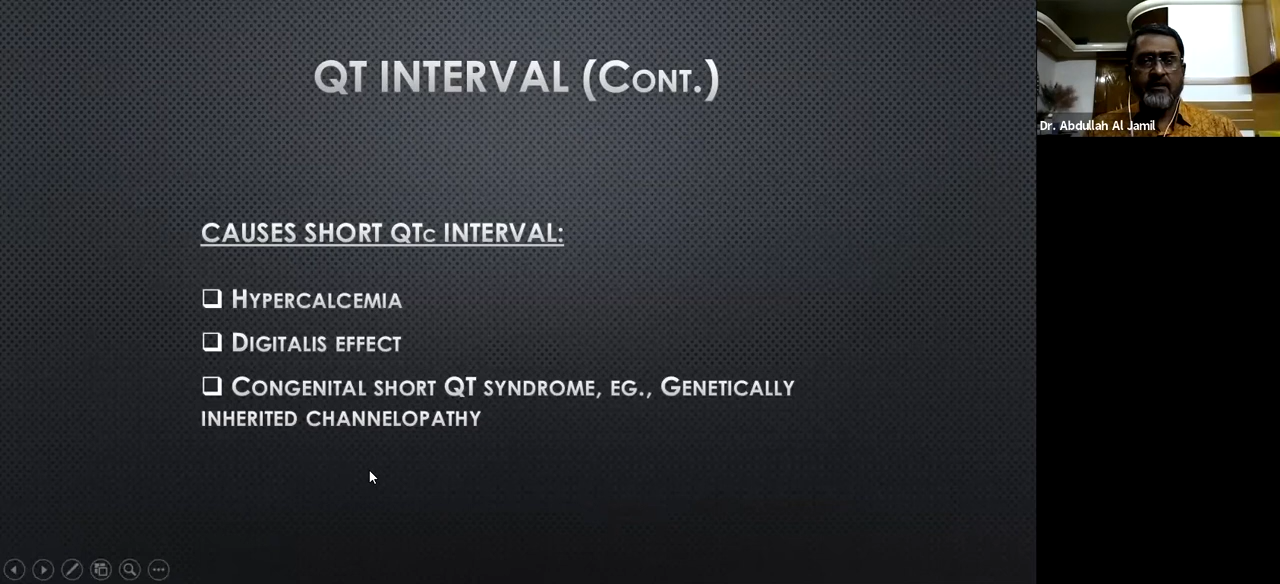 QT INTERVAL (CONT.)
Dr. Abdullah Al Jamil
CAUSES SHORT QTC INTERVAL:
❑ HYPERCALCEMIA
❑ DIGITALIS EFFECT
❑ CONGENITAL SHORT QT SYNDROME, EG., GENETICALLY
INHERITED CHANNELOPATHY